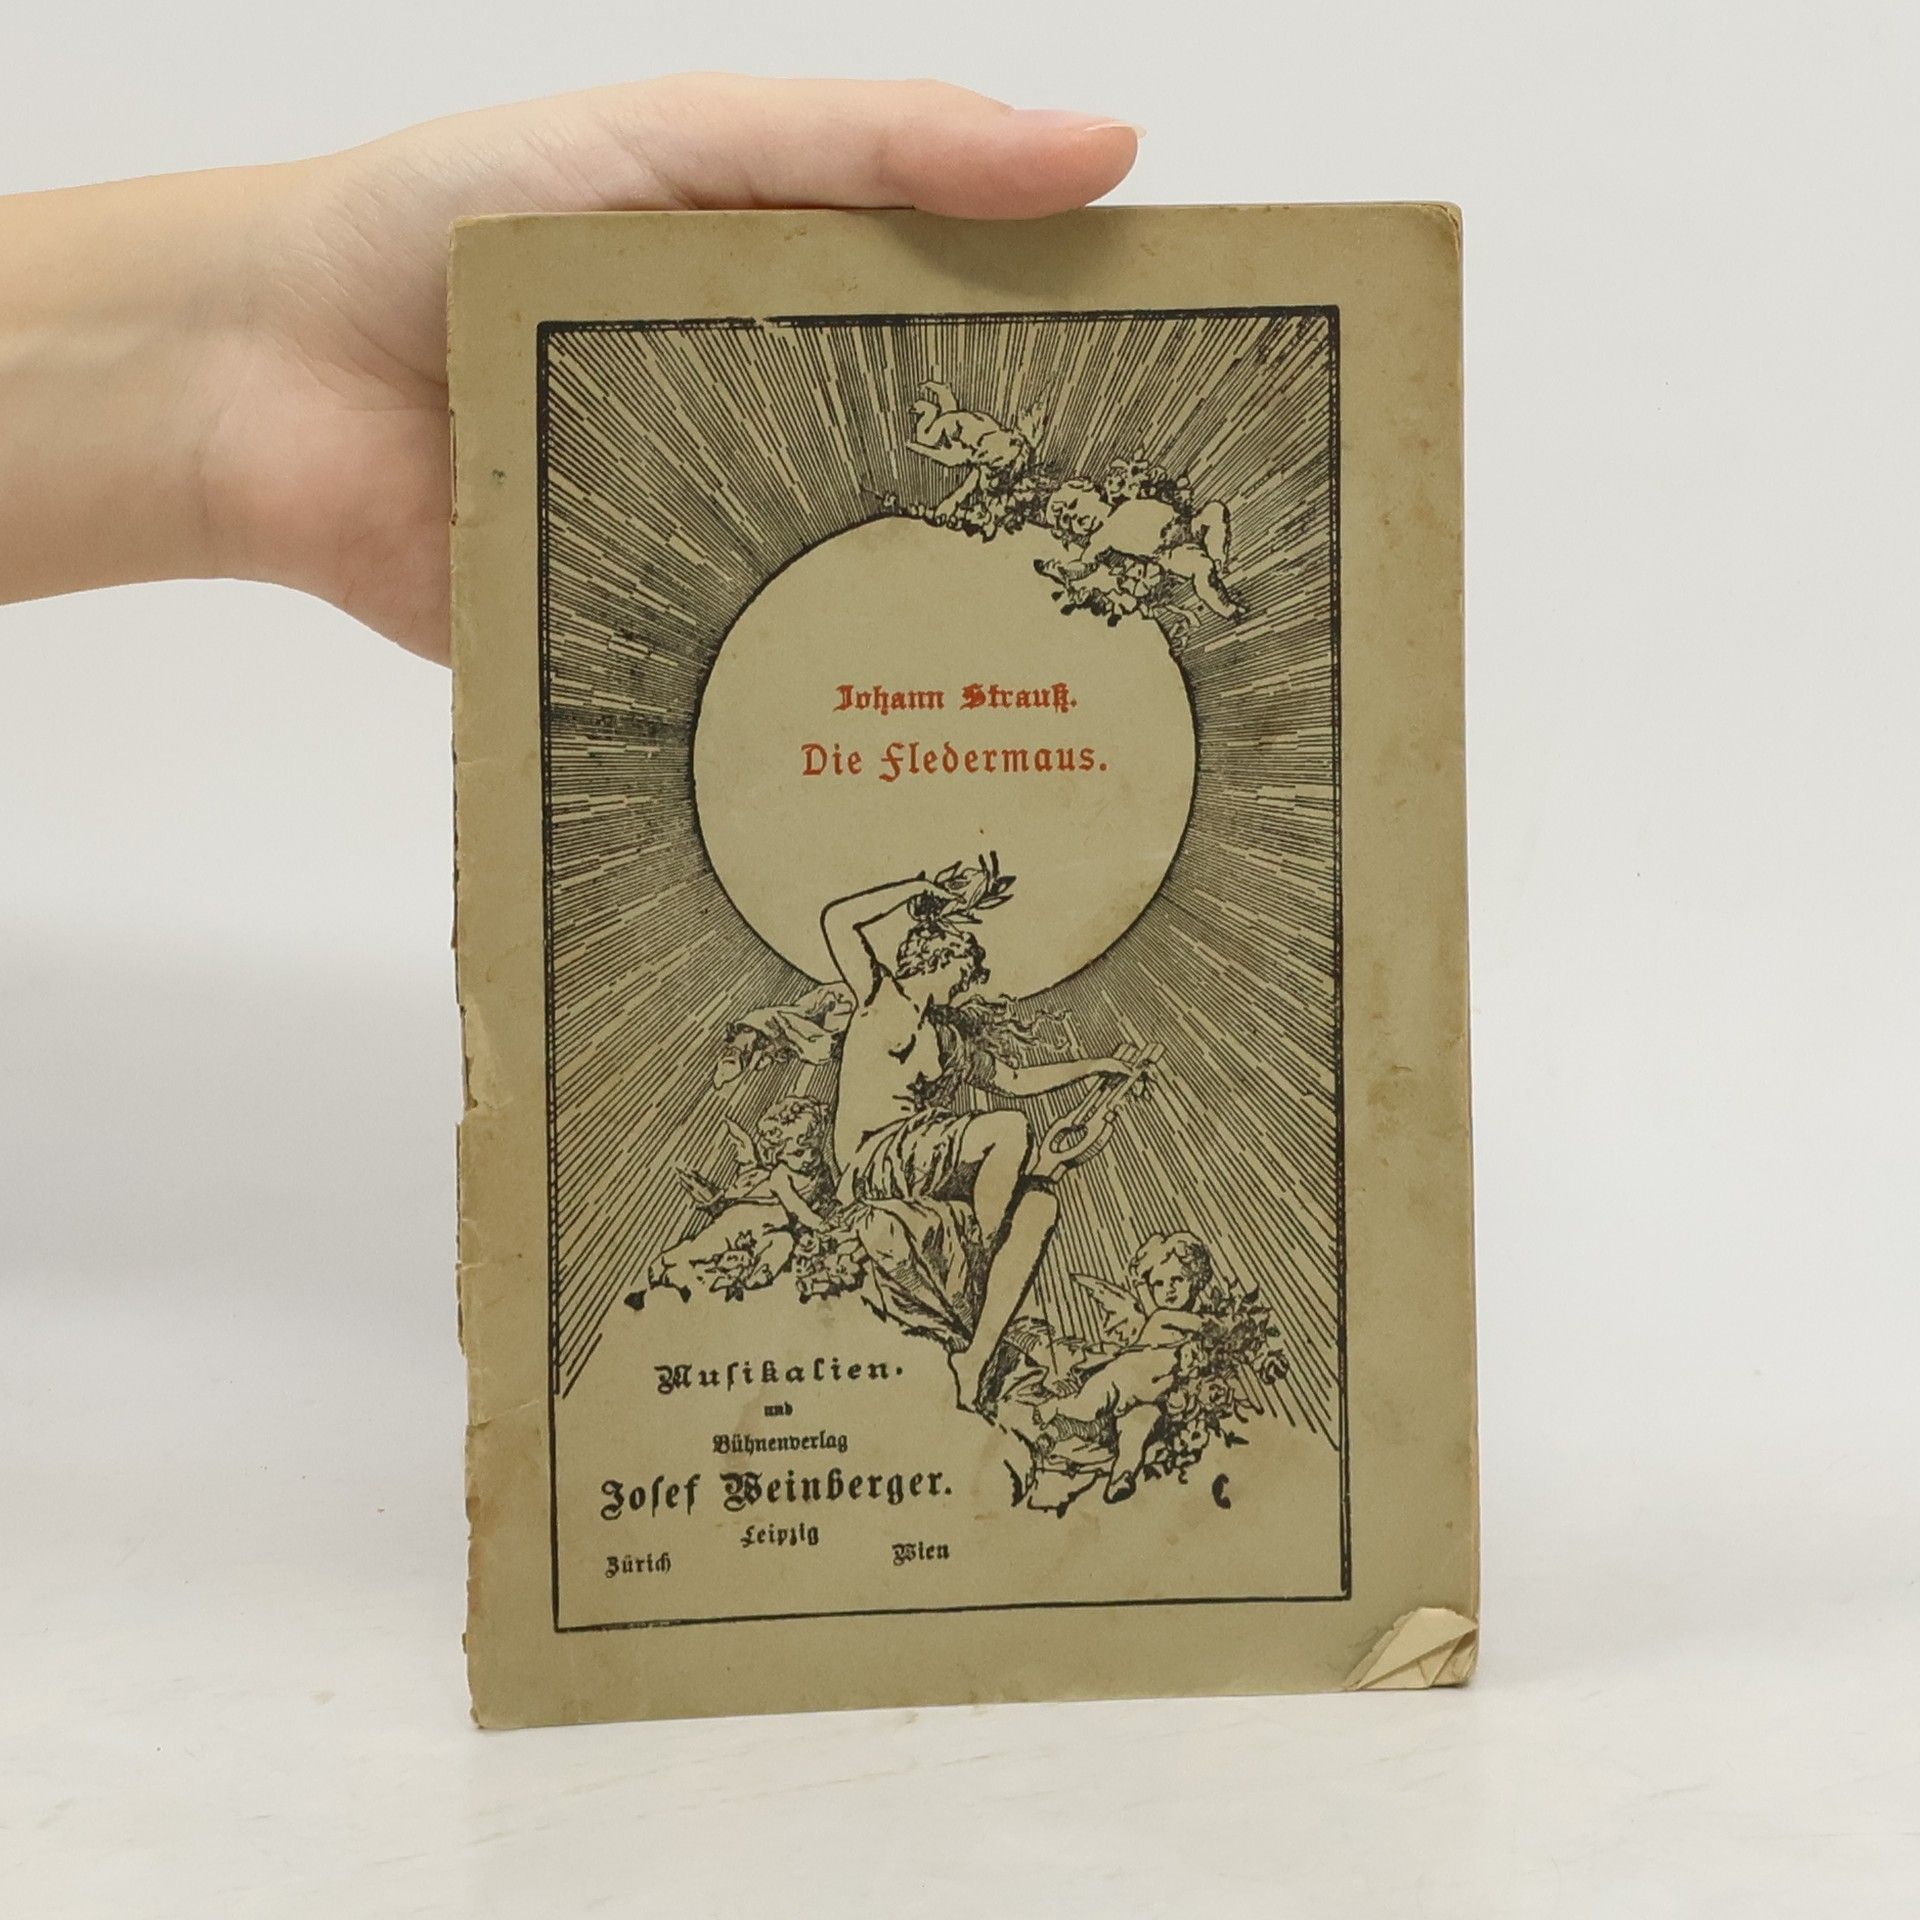 Johann Strauß.
Die Fledermaus.
Muſikalien.
und
Bühnenverlag
Joſef Weinberger.
Leipzig
Zürich Wien